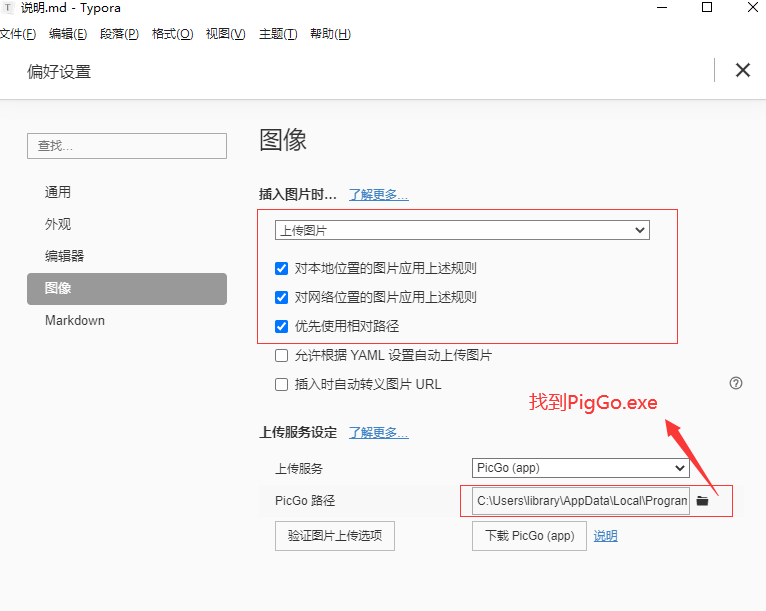 说明.md - Typora
文件(F) 编辑(E) 段落(P) 格式(O) 视图(V) 主题(T) 帮助(H)
偏好设置
查找...
通用
外观
编辑器
图像
Markdown
图像
插入图片时... 了解更多...
上传图片
对本地位置的图片应用上述规则
对网络位置的图片应用上述规则
优先使用相对路径
允许根据 YAML 设置自动上传图片
插入时自动转义图片 URL
找到PigGo.exe
上传服务设定 了解更多...
上传服务 PicGo (app)
PicGo 路径 C:\Users\library\AppData\Local\Program
验证图片上传选项 下载 PicGo (app) 说明